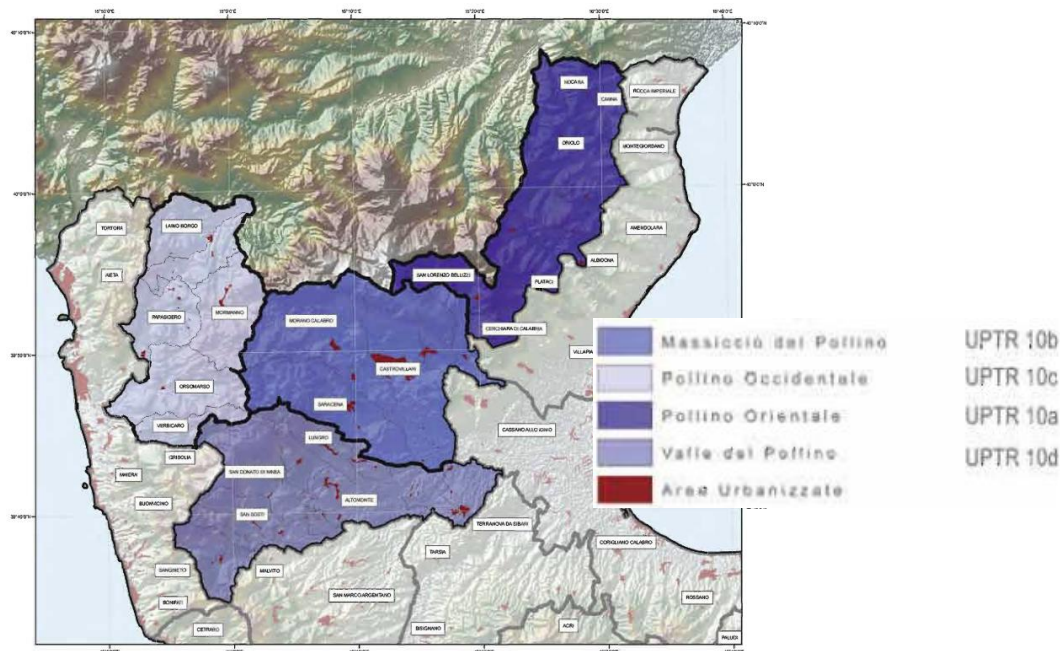 NOCARA
CANNA
ROCCA IMPERIALE
ORIOLO
MONTEGIORDANO
TORTORA
LAINO BORGO
AMENDOLARA
ALBIDONA
AIETA
SAN LORENZO BELLIZZI
PLATACI
PAPASIDERO
MORMANNO
MORANO CALABRO
CERCHIARA DI CALABRIA
VILLAPIA
CASTROVILLARI
ORSOMARSO
SARACENA
VERBICARO
CASSANO ALLO IONIO
LUNGRO
GRISOLIA
MAIERA
SAN DONATO DI NINEA
BUONVICINO
ALTOMONTE
SAN SOSTI
TERRANOVA DA SIBARI
CORIGLIANO CALABRO
TARSIA
SANGINETO
MALVITO
SAN MARCO ARGENTANO
ROSSANO
BONIFATI
CETRARO
BISIGNANO
ACRI
PALUDI
Massiccio del Pollino UPTR 10b
Pollino Occidentale UPTR 10c
Pollino Orientale UPTR 10a
Valle del Pollino UPTR 10d
Aree Urbanizzate